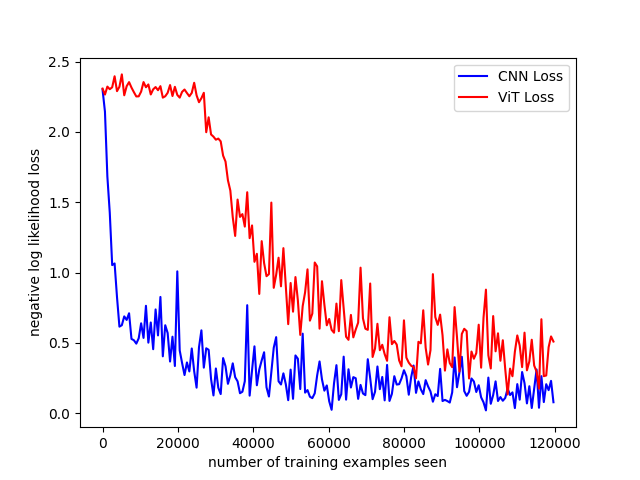 CNN Loss
ViT Loss
2.5
2.0
1.5
1.0
0.5
0.0
negative log likelihood loss
0 20000 40000 60000 80000 100000 120000
number of training examples seen